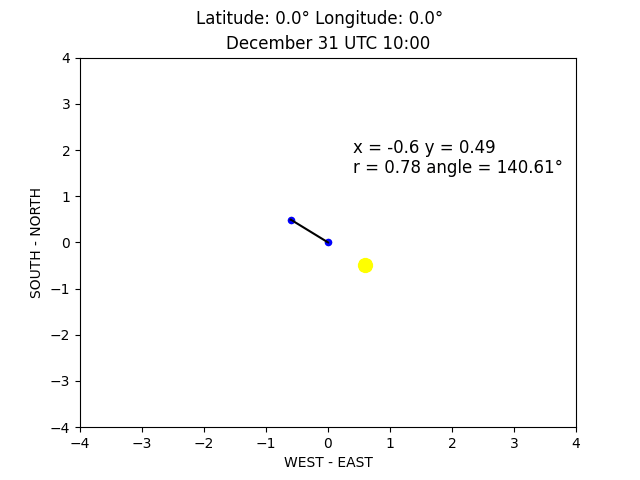 Latitude: 0.0° Longitude: 0.0°
December 31 UTC 10:00
4
3
2
1
0
−1
−2
−3
−4
SOUTH - NORTH
x = -0.6 y = 0.49
r = 0.78 angle = 140.61°
−4 −3 −2 −1 0 1 2 3 4
WEST - EAST